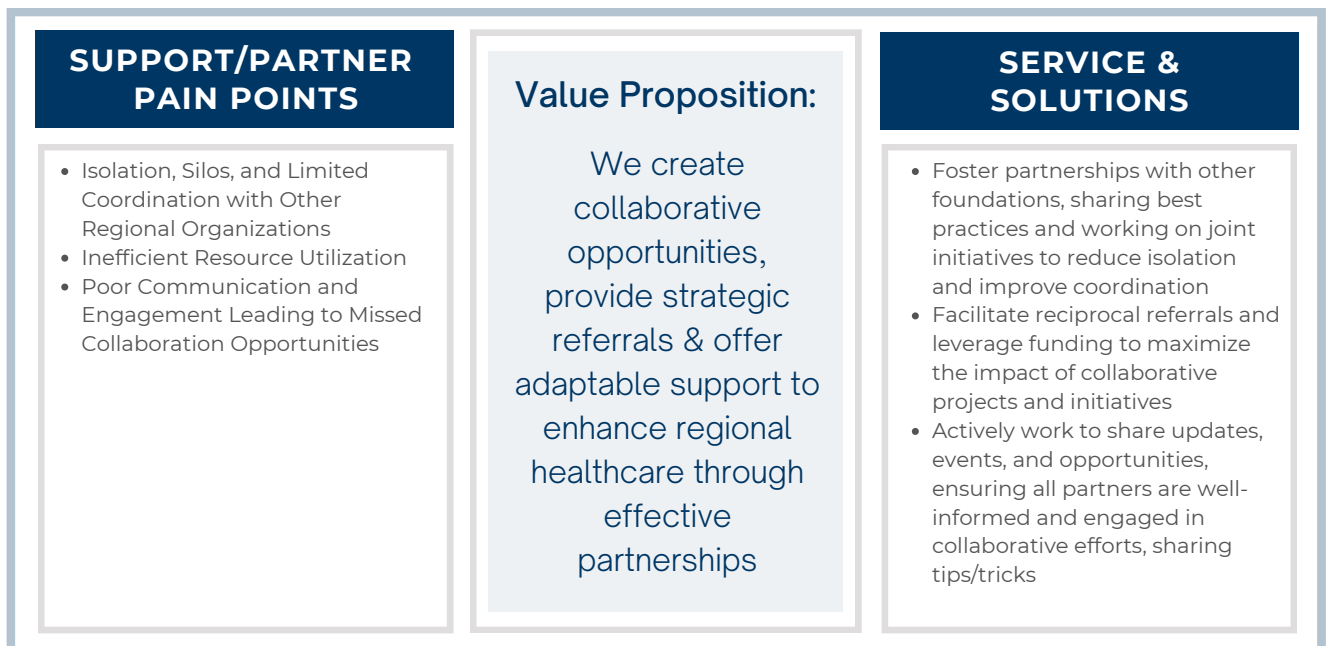 SUPPORT/PARTNER
PAIN POINTS
• Isolation, Silos, and Limited
Coordination with Other
Regional Organizations
• Inefficient Resource Utilization
• Poor Communication and
Engagement Leading to Missed
Collaboration Opportunities
Value Proposition:
We create
collaborative
opportunities,
provide strategic
referrals & offer
adaptable support to
enhance regional
healthcare through
effective
partnerships
SERVICE &
SOLUTIONS
• Foster partnerships with other
foundations, sharing best
practices and working on joint
initiatives to reduce isolation
and improve coordination
• Facilitate reciprocal referrals and
leverage funding to maximize
the impact of collaborative
projects and initiatives
• Actively work to share updates,
events, and opportunities,
ensuring all partners are well-
informed and engaged in
collaborative efforts, sharing
tips/tricks